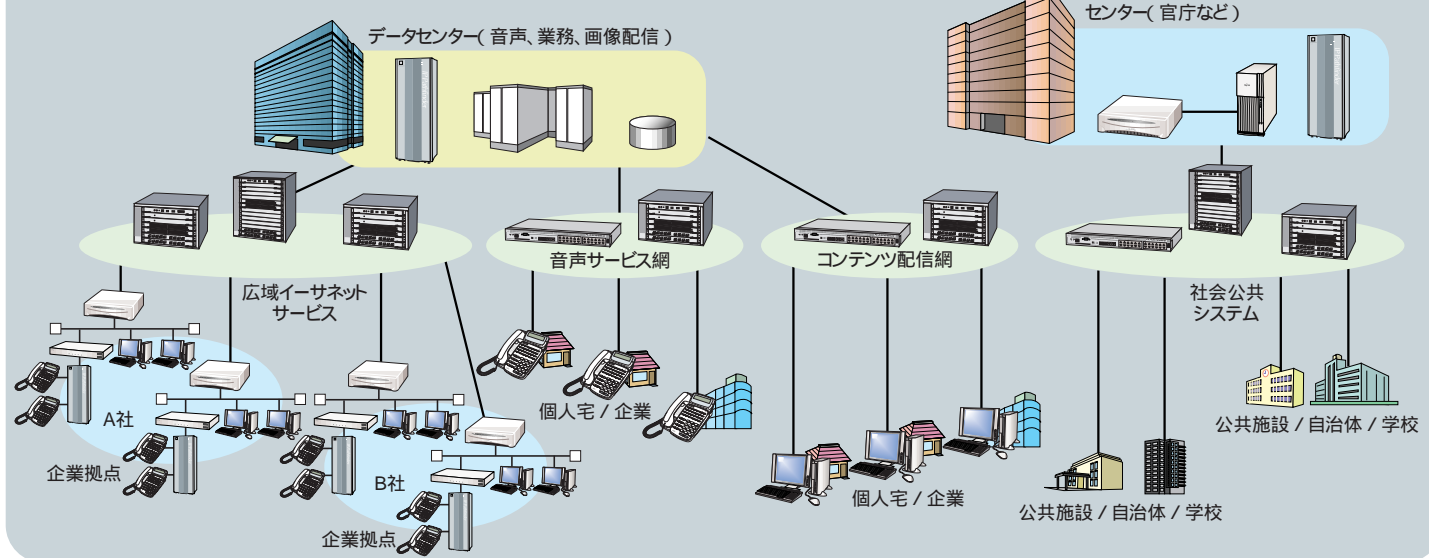 データセンター( 音声、業務、画像配信 )
センター( 官庁など )
音声サービス網
コンテンツ配信網
広域イーサネット
サービス
社会公共
システム
A社
企業拠点
B社
企業拠点
個人宅 / 企業
個人宅 / 企業
公共施設 / 自治体 / 学校
公共施設 / 自治体 / 学校